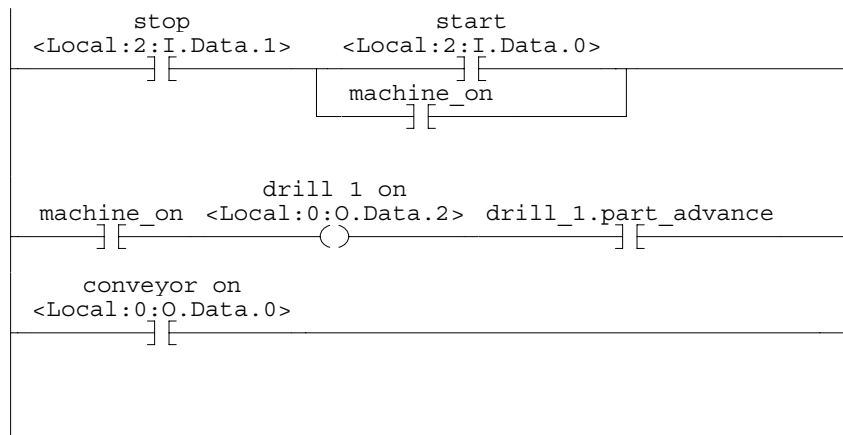 stop start
<Local:2:I.Data.1> <Local:2:I.Data.0>
machine_on
drill 1 on
machine_on <Local:0:O.Data.2> drill_1.part_advance
conveyor on
<Local:0:O.Data.0>